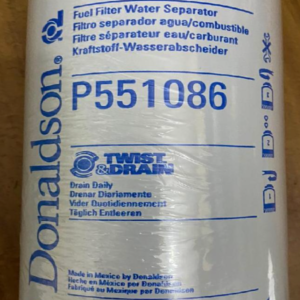 Donaldson®
Fuel Filter Water Separator
Filtro separador agua/combustible
Filtre séparateur eau/carburant
Kraftstoff-Wasserabscheider
P551086
TWIST
&DRAIN
Drain Daily
Drenar Diariamente
Vider Quotidiennement
Täglich Entleeren
Made in Mexico by Donaldson
Hecho en México por Donaldson
Fabriqué au Mexique par Donaldson